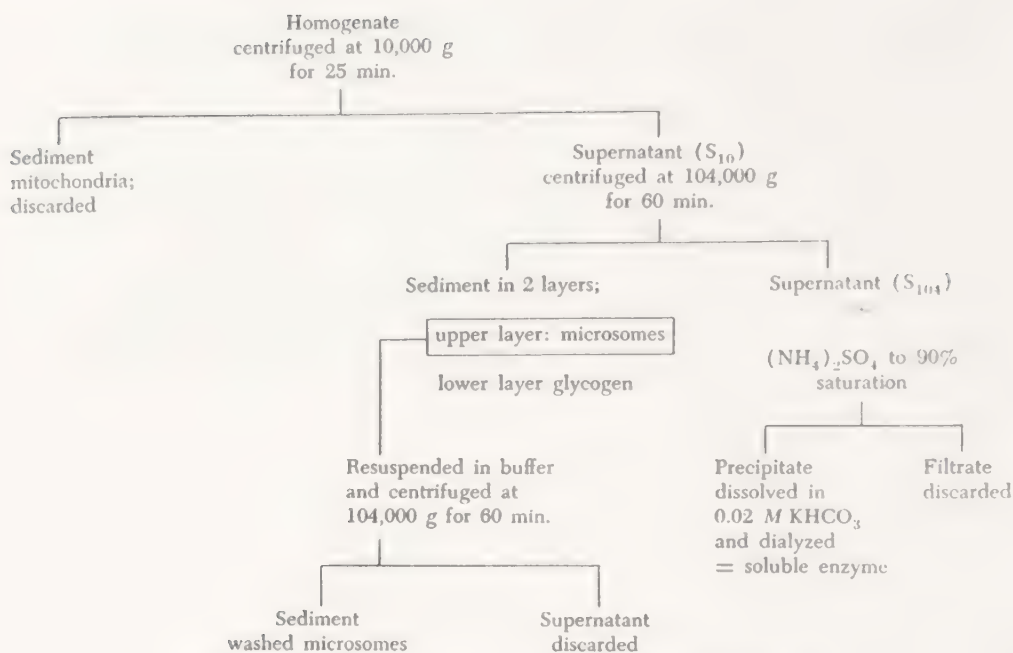 Homogenate
centrifuged at 10,000 g
for 25 min.
Sediment
mitochondria;
discarded
Supernatant (S₁₀)
centrifuged at 104,000 g
for 60 min.
Sediment in 2 layers;
upper layer: microsomes
lower layer glycogen
Supernatant (S₁₀₄)
(NH₄)₂SO₄ to 90%
saturation
Resuspended in buffer
and centrifuged at
104,000 g for 60 min.
Precipitate
dissolved in
0.02 M KHCO₃
and dialyzed
= soluble enzyme
Filtrate
discarded
Sediment
washed microsomes
Supernatant
discarded